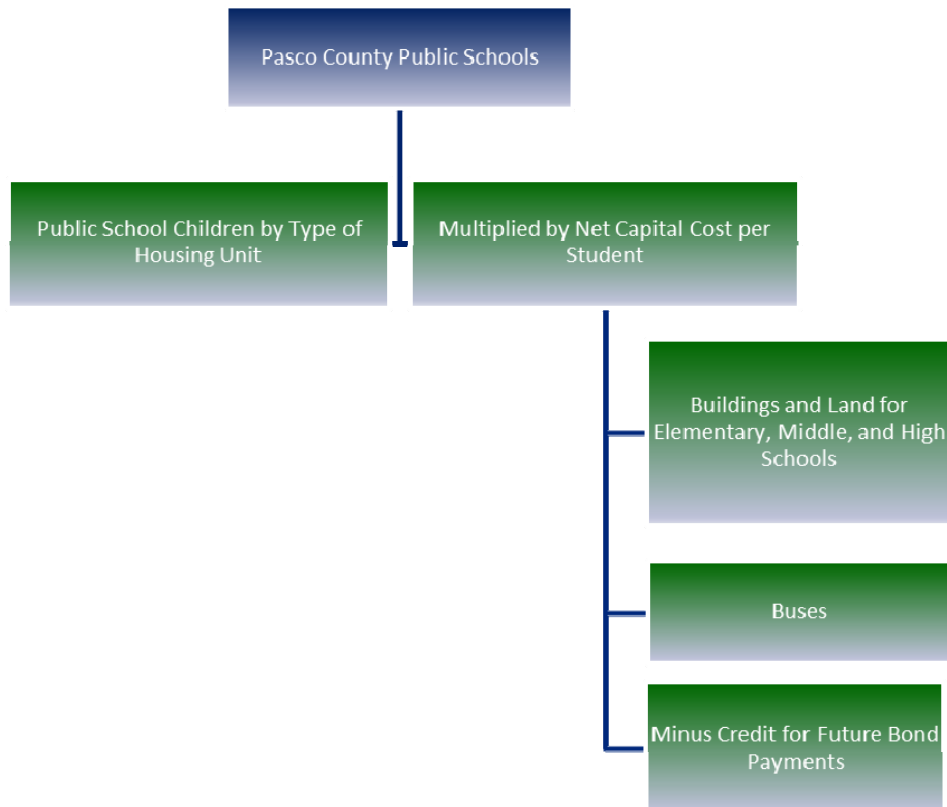 Pasco County Public Schools
Public School Children by Type of
Housing Unit
Multiplied by Net Capital Cost per
Student
Buildings and Land for
Elementary, Middle, and High
Schools
Buses
Minus Credit for Future Bond
Payments